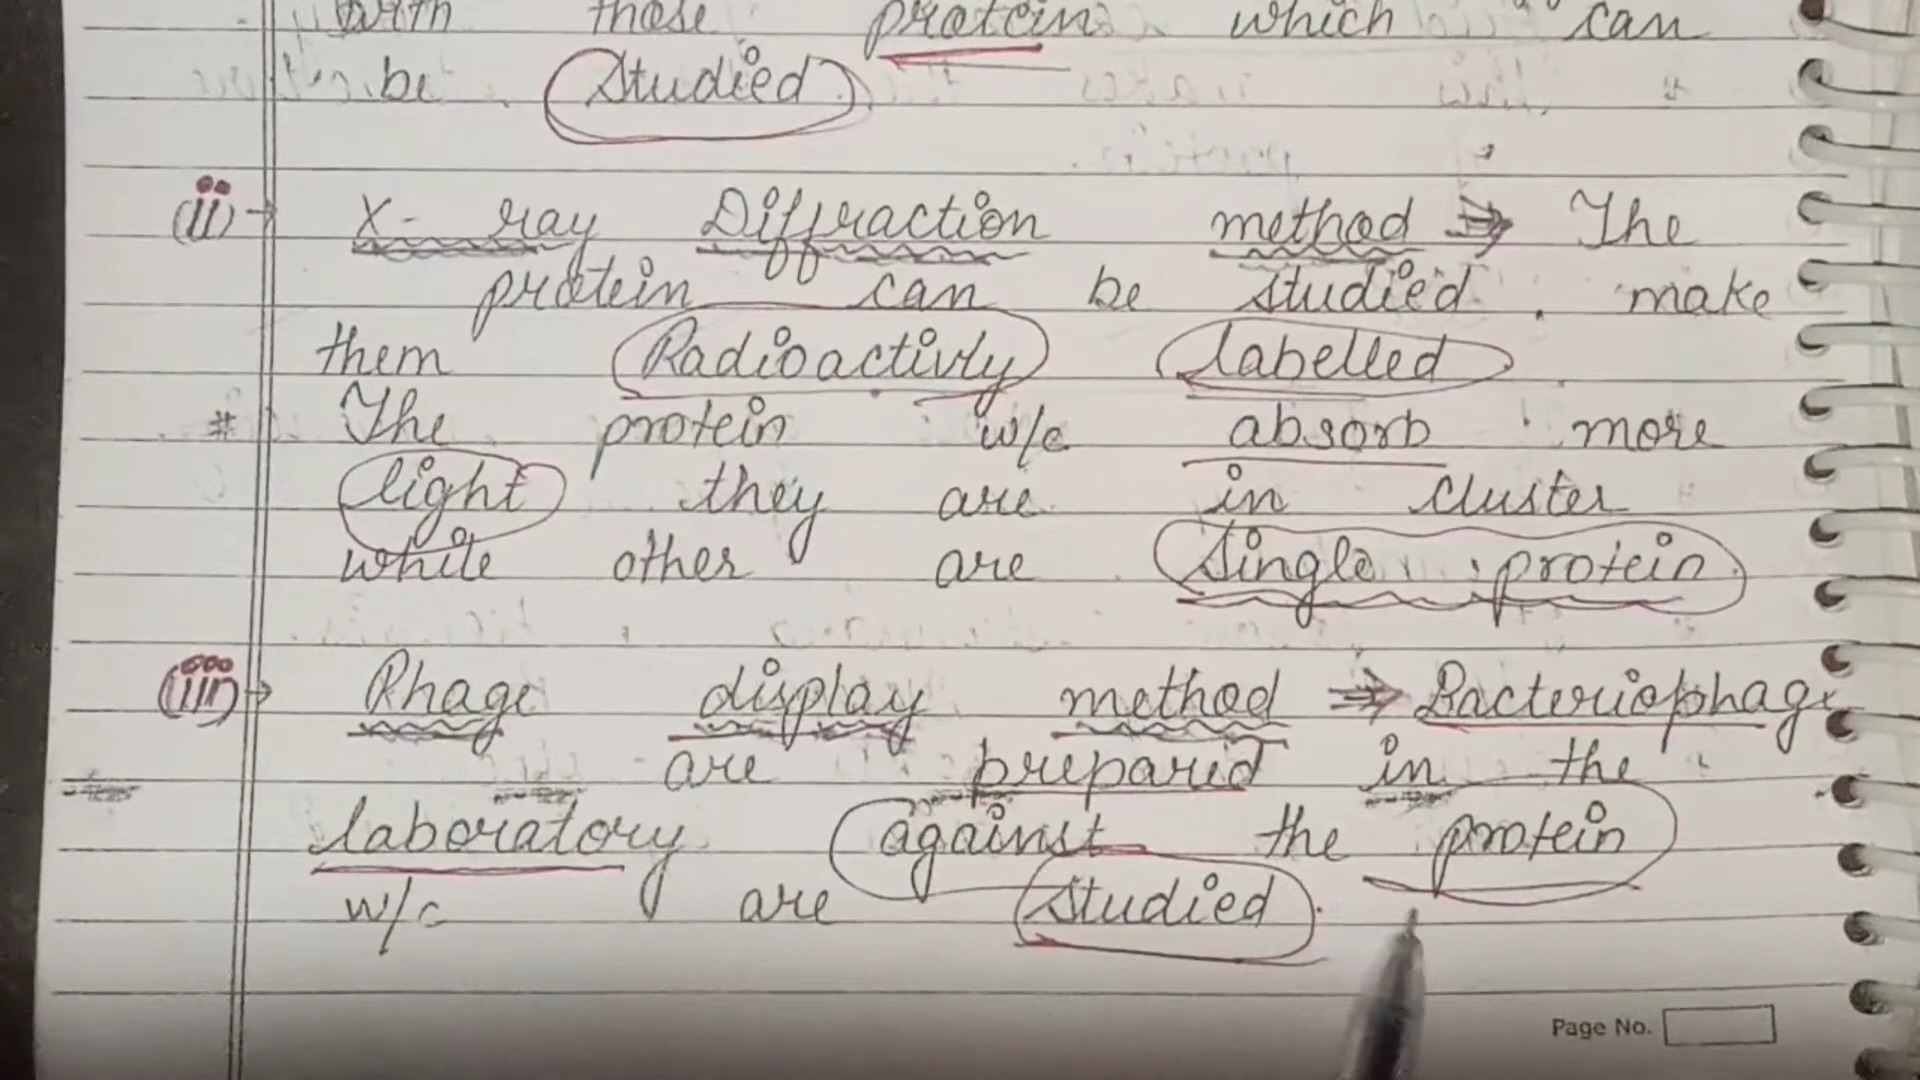 with those protein which can
be studied.
(ii) → X-ray Diffraction method ⇒ The
protein can be studied. make
them Radioactivly labelled
# The protein w/c absorb more
light they are in cluster
while other are single protein.
(iii) → Phage display method ⇒ Bacteriophage
are prepared in the
laboratory against the protein
w/c are studied.
Page No.